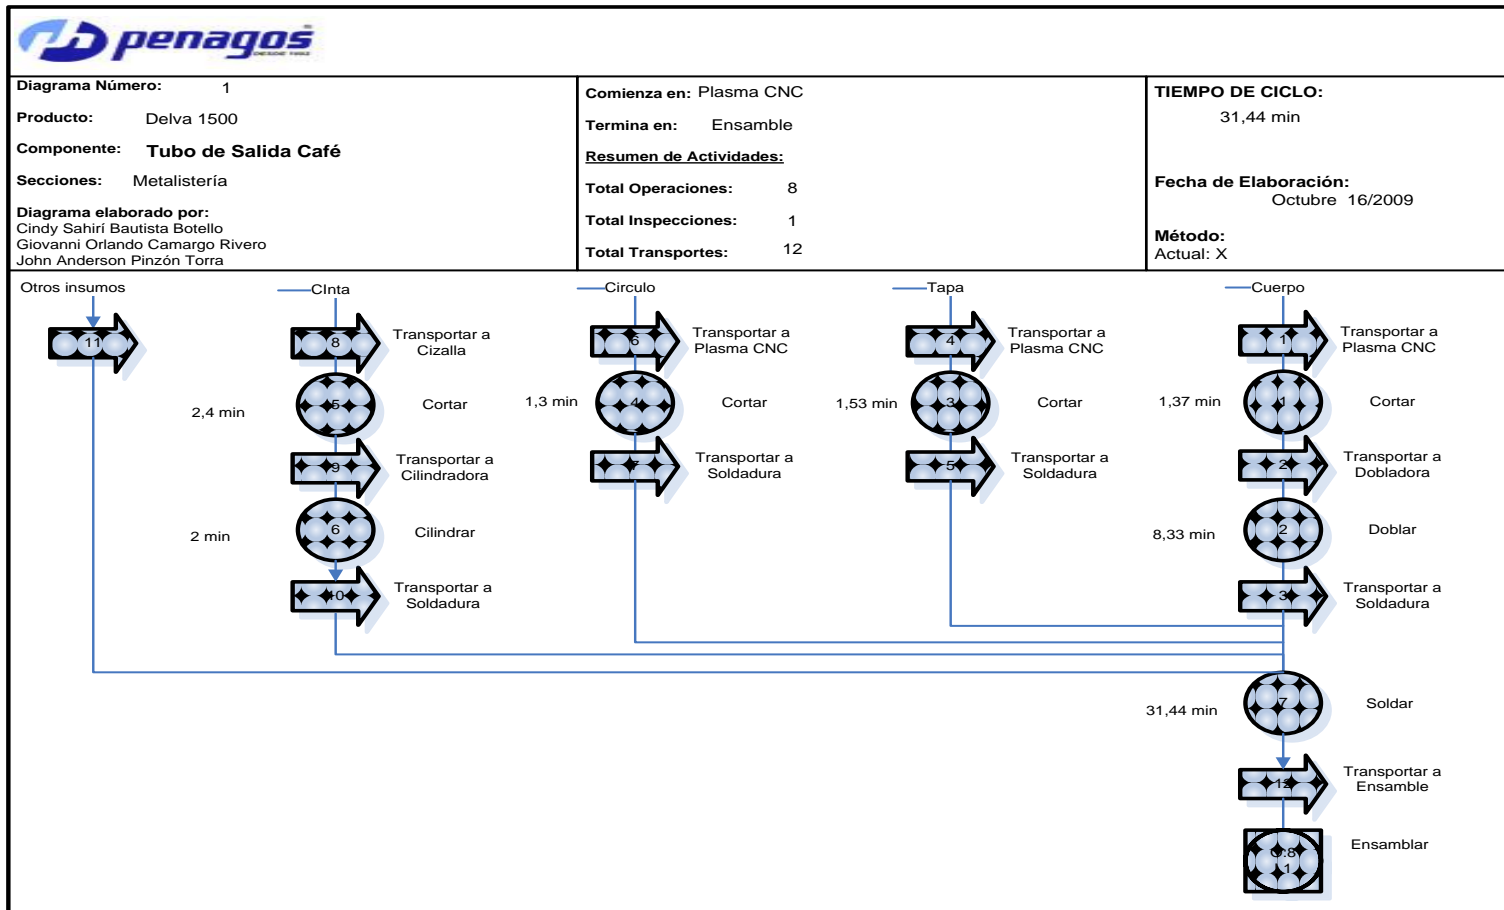 penagos
DESDE 1892
Diagrama Número: 1
Producto: Delva 1500
Componente: Tubo de Salida Café
Secciones: Metalistería
Diagrama elaborado por:
Cindy Sahirí Bautista Botello
Giovanni Orlando Camargo Rivero
John Anderson Pinzón Torra
Comienza en: Plasma CNC
Termina en: Ensamble
Resumen de Actividades:
Total Operaciones: 8
Total Inspecciones: 1
Total Transportes: 12
TIEMPO DE CICLO:
31,44 min
Fecha de Elaboración:
Octubre 16/2009
Método:
Actual: X
Otros insumos
11
CInta
8
Transportar a
Cizalla
2,4 min
5
Cortar
9
Transportar a
Cilindradora
2 min
6
Cilindrar
10
Transportar a
Soldadura
Circulo
6
Transportar a
Plasma CNC
1,3 min
4
Cortar
7
Transportar a
Soldadura
Tapa
4
Transportar a
Plasma CNC
1,53 min
3
Cortar
5
Transportar a
Soldadura
Cuerpo
1
Transportar a
Plasma CNC
1,37 min
1
Cortar
2
Transportar a
Dobladora
8,33 min
2
Doblar
3
Transportar a
Soldadura
31,44 min
7
Soldar
12
Transportar a
Ensamble
O:8
1
Ensamblar